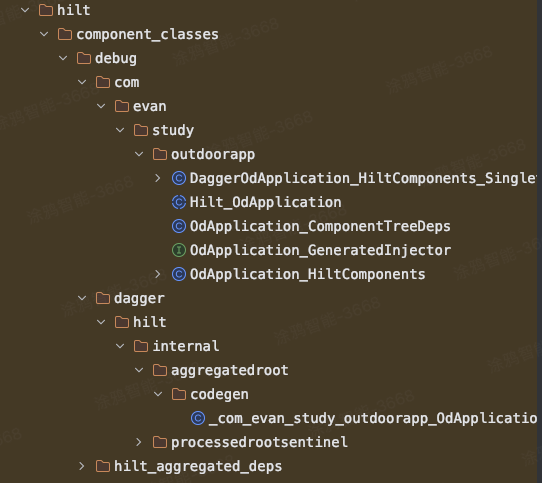 hilt
component_classes
debug
com
evan
study
outdoorapp
DaggerOdApplication_HiltComponents_Single
Hilt_OdApplication
OdApplication_ComponentTreeDeps
OdApplication_GeneratedInjector
OdApplication_HiltComponents
dagger
hilt
internal
aggregatedroot
codegen
_com_evan_study_outdoorapp_OdApplicatio
processedrootsentinel
hilt_aggregated_deps